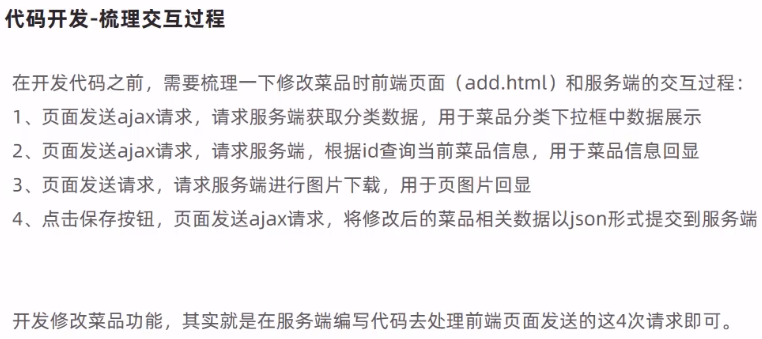 代码开发-梳理交互过程
在开发代码之前，需要梳理一下修改菜品时前端页面（add.html）和服务端的交互过程：
1、页面发送ajax请求，请求服务端获取分类数据，用于菜品分类下拉框中数据展示
2、页面发送ajax请求，请求服务端，根据id查询当前菜品信息，用于菜品信息回显
3、页面发送请求，请求服务端进行图片下载，用于页图片回显
4、点击保存按钮，页面发送ajax请求，将修改后的菜品相关数据以json形式提交到服务端
开发修改菜品功能，其实就是在服务端编写代码去处理前端页面发送的这4次请求即可。